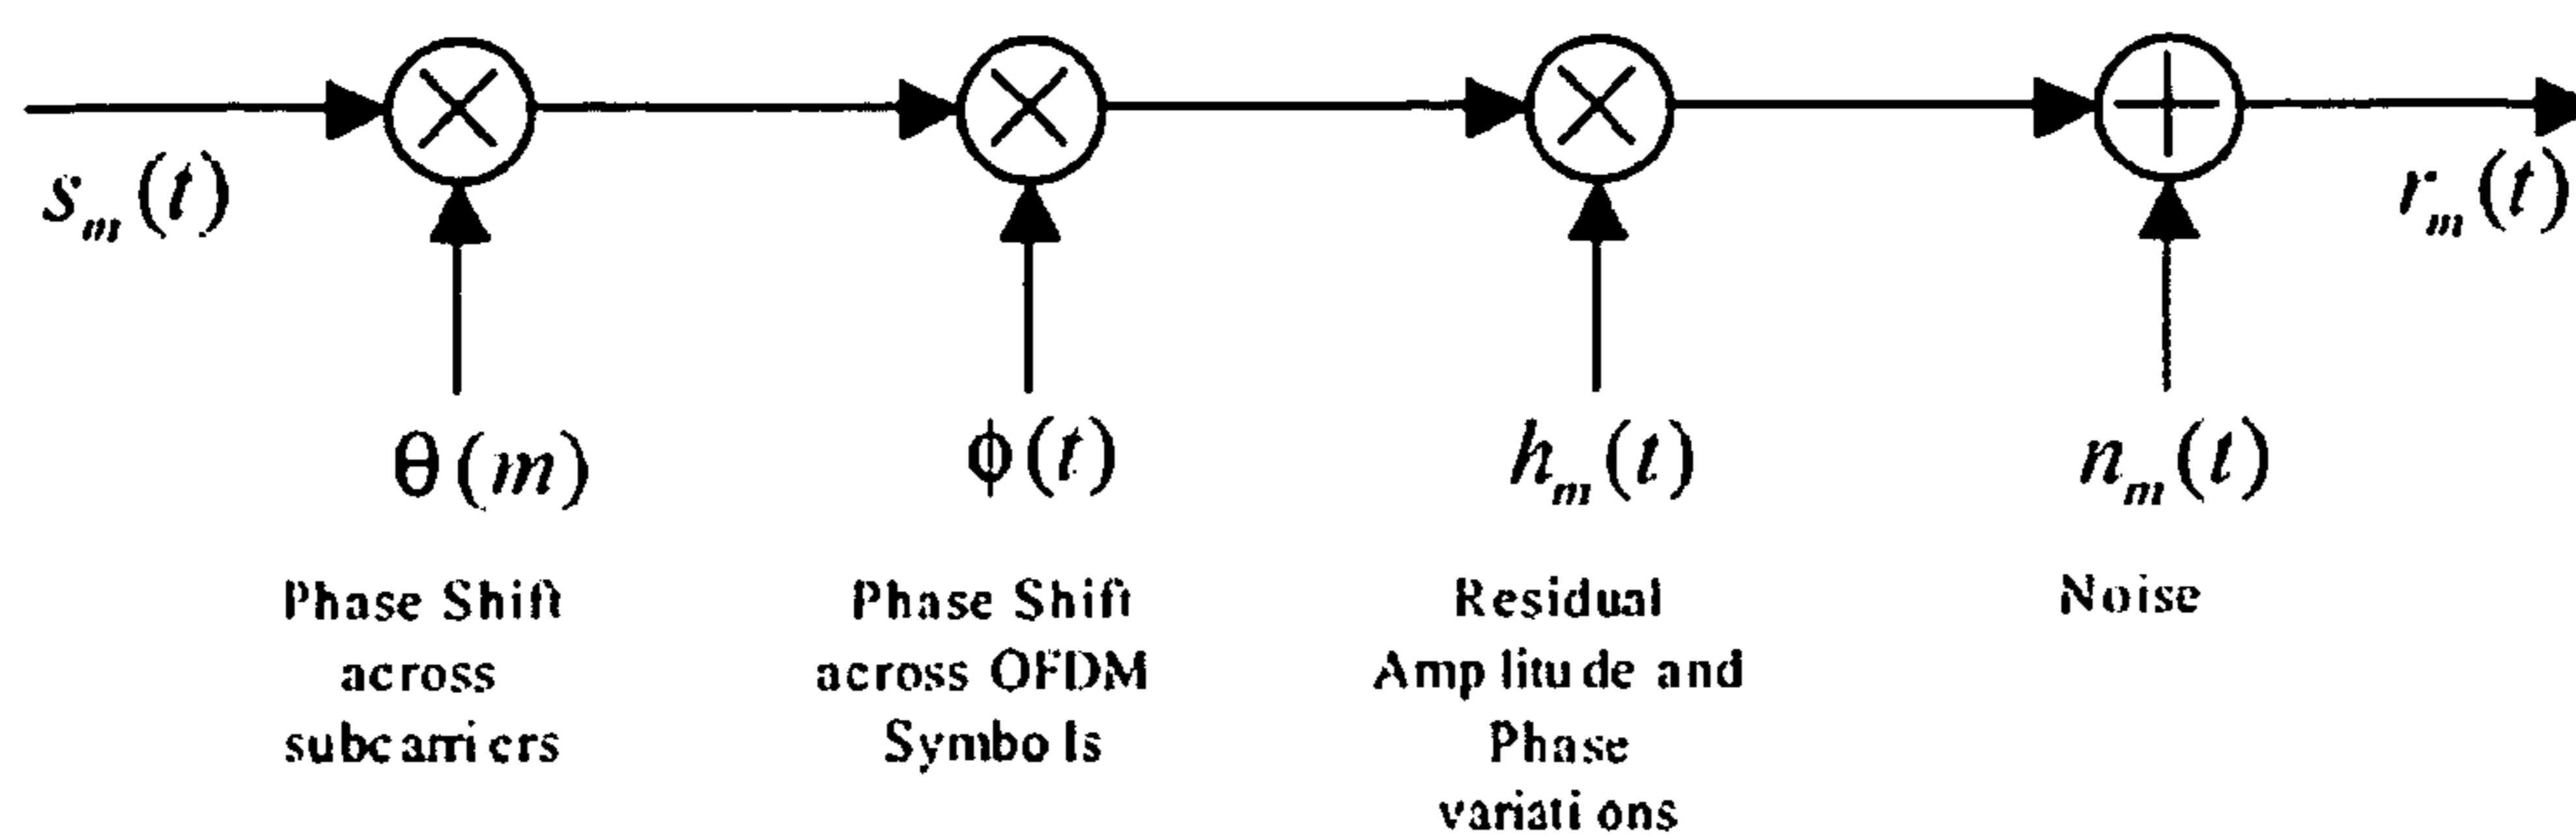 s_m(t)
r_m(t)
θ(m)
ϕ(t)
h_m(t)
n_m(t)
Phase Shift
across
subcarriers
Phase Shift
across OFDM
Symbols
Residual
Amplitude and
Phase
variations
Noise